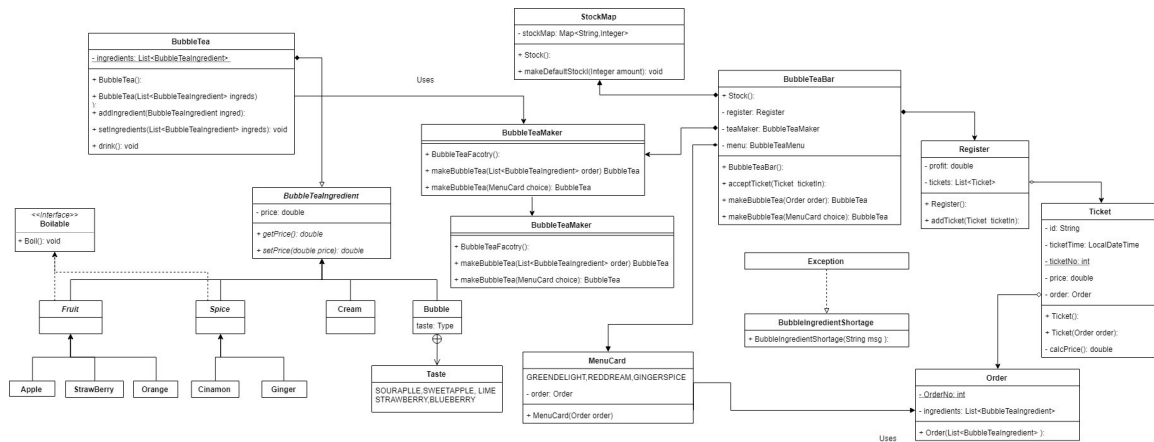 StockMap
- stockMap: Map<String,Integer>
+ Stock():
+ makeDefaultStockl(Integer amount): void
BubbleTea
- ingredients: List<BubbleTeaIngredient>
+ BubbleTea():
+ BubbleTea(List<BubbleTeaIngredient> ingreds)
):
+ addIngredient(BubbleTeaIngredient ingred):
+ setIngredients(List<BubbleTeaIngredient> ingreds): void
+ drink(): void
Uses
BubbleTeaBar
+ Stock():
- register: Register
- teaMaker: BubbleTeaMaker
- menu: BubbleTeaMenu
+ BubbleTeaBar():
+ acceptTicket(Ticket ticketIn):
+ makeBubbleTea(Order order): BubbleTea
+ makeBubbleTea(MenuCard choice): BubbleTea
BubbleTeaMaker
+ BubbleTeaFacotry():
+ makeBubbleTea(List<BubbleTeaIngredient> order) BubbleTea
+ makeBubbleTea(MenuCard choice): BubbleTea
Register
- profit: double
- tickets: List<Ticket>
+ Register():
+ addTicket(Ticket ticketIn):
BubbleTeaIngredient
- price: double
+ getPrice(): double
+ setPrice(double price): double
<<Interface>>
Boilable
+ Boil(): void
BubbleTeaMaker
+ BubbleTeaFacotry():
+ makeBubbleTea(List<BubbleTeaIngredient> order) BubbleTea
+ makeBubbleTea(MenuCard choice): BubbleTea
Ticket
- id: String
- ticketTime: LocalDateTime
- ticketNo: int
- price: double
- order: Order
+ Ticket():
+ Ticket(Order order):
- calcPrice(): double
Exception
BubbleIngredientShortage
+ BubbleIngredientShortage(String msg ):
Fruit
Spice
Cream
Bubble
taste: Type
Apple
StrawBerry
Orange
Cinamon
Ginger
Taste
SOURAPLLE,SWEETAPPLE, LIME
STRAWBERRY,BLUEBERRY
MenuCard
GREENDELIGHT,REDDREAM,GINGERSPICE
- order: Order
+ MenuCard(Order order)
Order
- OrderNo: int
- ingredients: List<BubbleTeaIngredient>
+ Order(List<BubbleTeaIngredient> ):
Uses